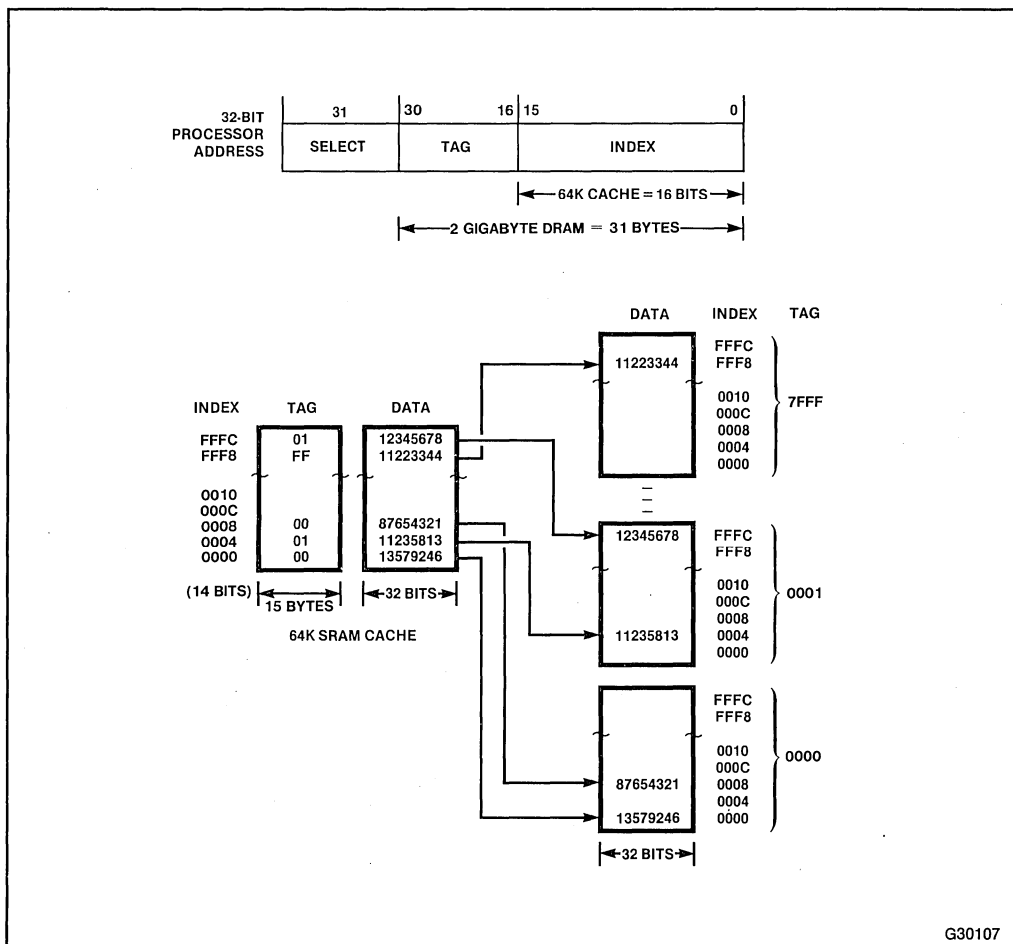 32-BIT
PROCESSOR
ADDRESS
31 30 16 15 0
SELECT TAG INDEX
64K CACHE = 16 BITS
2 GIGABYTE DRAM = 31 BYTES
DATA INDEX TAG
FFFC
11223344 FFF8
0010
000C
0008
0004
0000
7FFF
INDEX TAG DATA
FFFC 01 12345678
FFF8 FF 11223344
0010
000C
0008 00 87654321
0004 01 11235813
0000 00 13579246
(14 BITS) 15 BYTES 32 BITS
64K SRAM CACHE
12345678 FFFC
FFF8
0010
000C
0008
11235813 0004
0000
0001
FFFC
FFF8
0010
000C
87654321 0008
0004
13579246 0000
0000
32 BITS
G30107